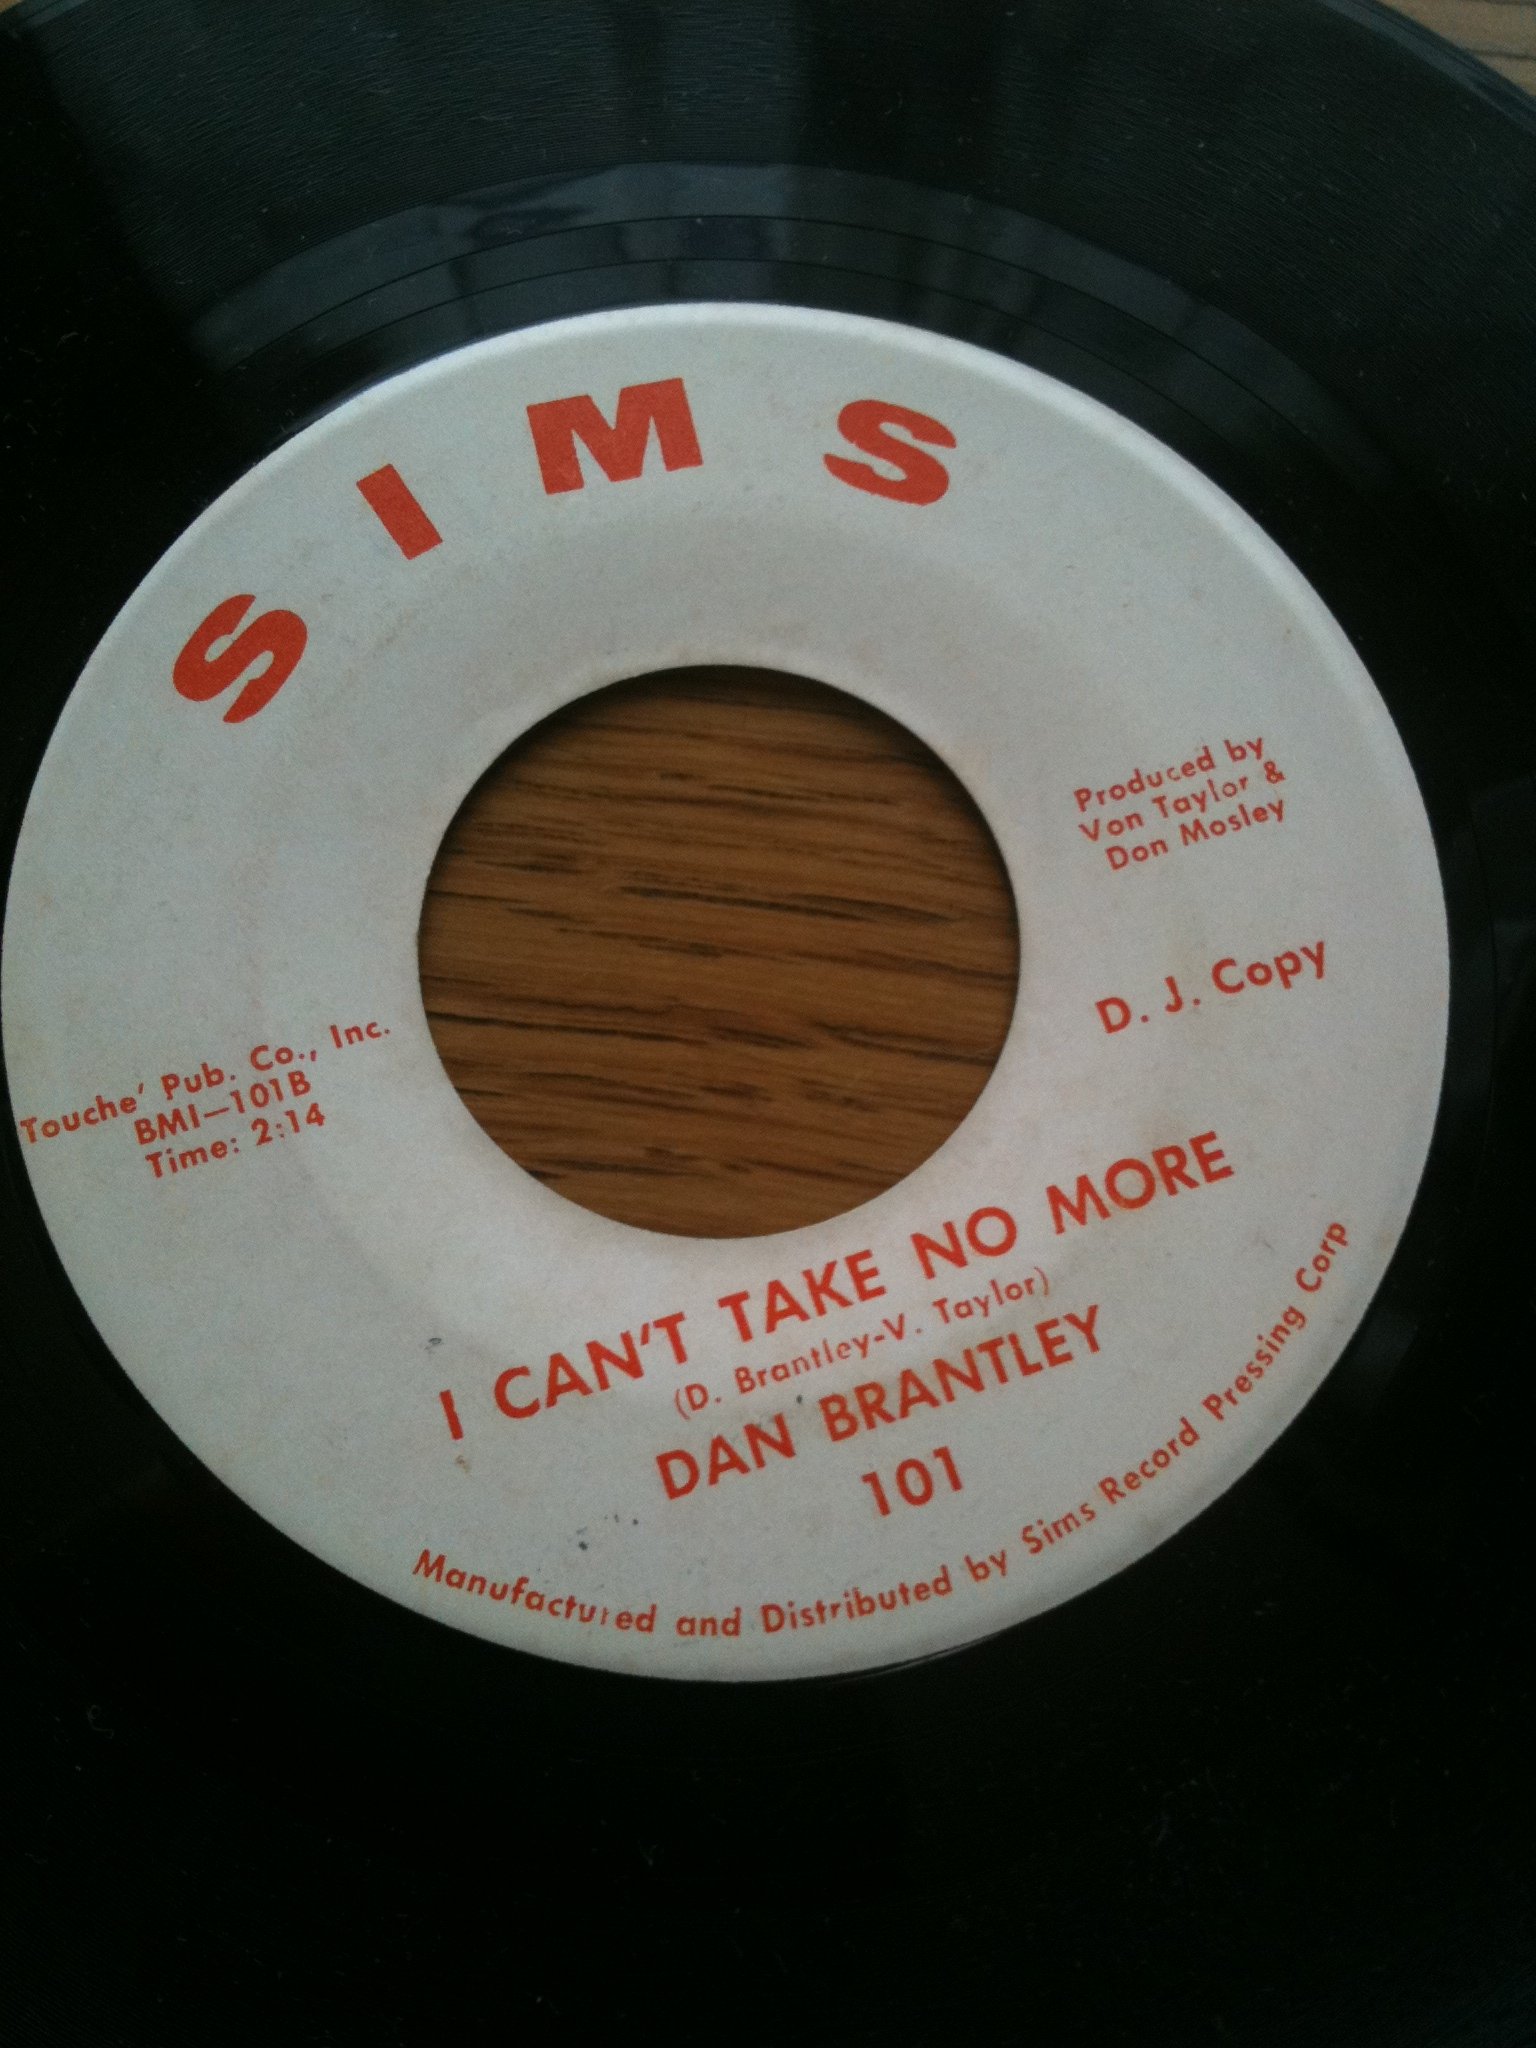 SIMS
Produced by
Von Taylor &
Don Mosley
D. J. Copy
Touche' Pub. Co., Inc.
BMI—101B
Time: 2:14
I CAN'T TAKE NO MORE
(D. Brantley-V. Taylor)
DAN BRANTLEY
101
Manufactured and Distributed by Sims Record Pressing Corp